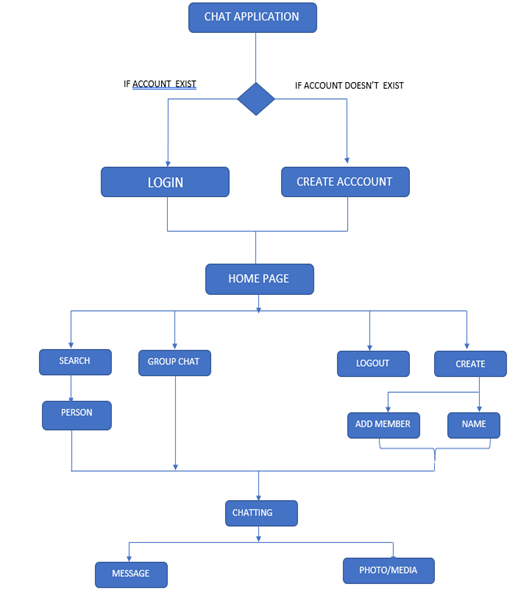 CHAT APPLICATION
IF ACCOUNT EXIST
IF ACCOUNT DOESN'T EXIST
LOGIN
CREATE ACCCOUNT
HOME PAGE
SEARCH
GROUP CHAT
LOGOUT
CREATE
PERSON
ADD MEMBER
NAME
CHATTING
MESSAGE
PHOTO/MEDIA